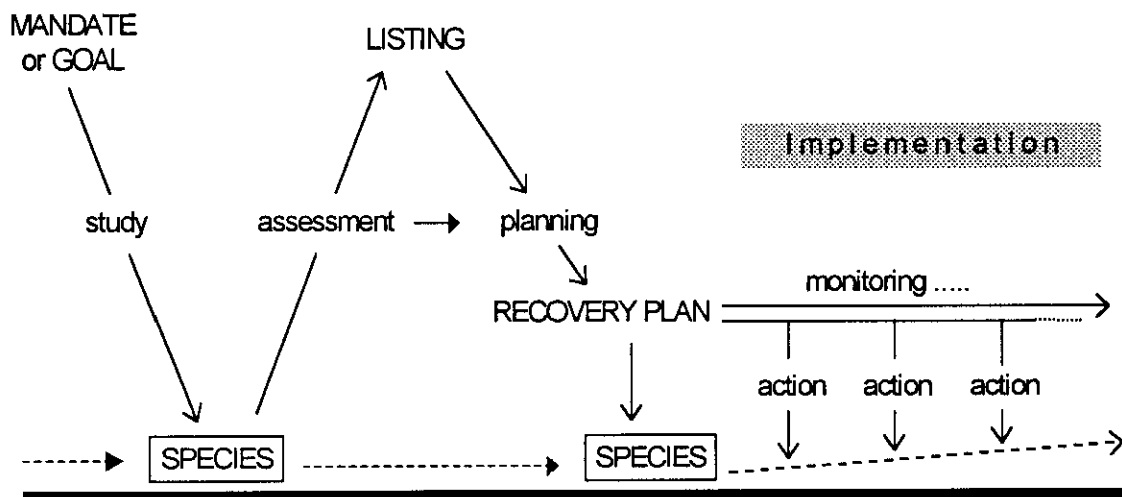 MANDATE
or GOAL
LISTING
Implementation
study
assessment
planning
monitoring .....
RECOVERY PLAN
action
action
action
SPECIES
SPECIES